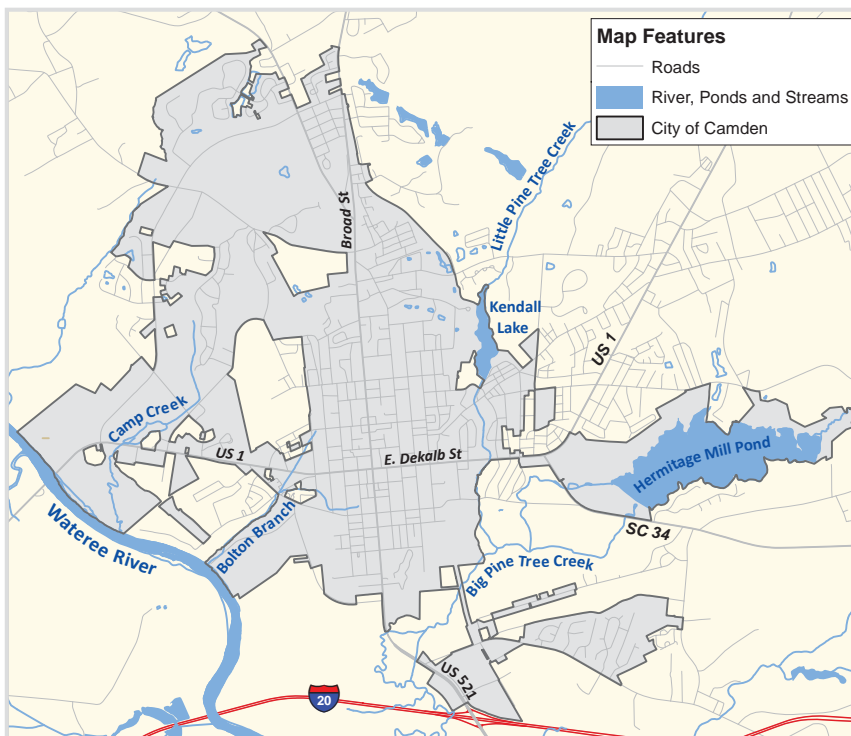 Map Features
Roads
River, Ponds and Streams
City of Camden
Little Pine Tree Creek
Broad St
Kendall
Lake
US 1
Camp Creek
US 1
E. Dekalb St
Hermitage Mill Pond
Wateree River
Bolton Branch
SC 34
Big Pine Tree Creek
US 521
20